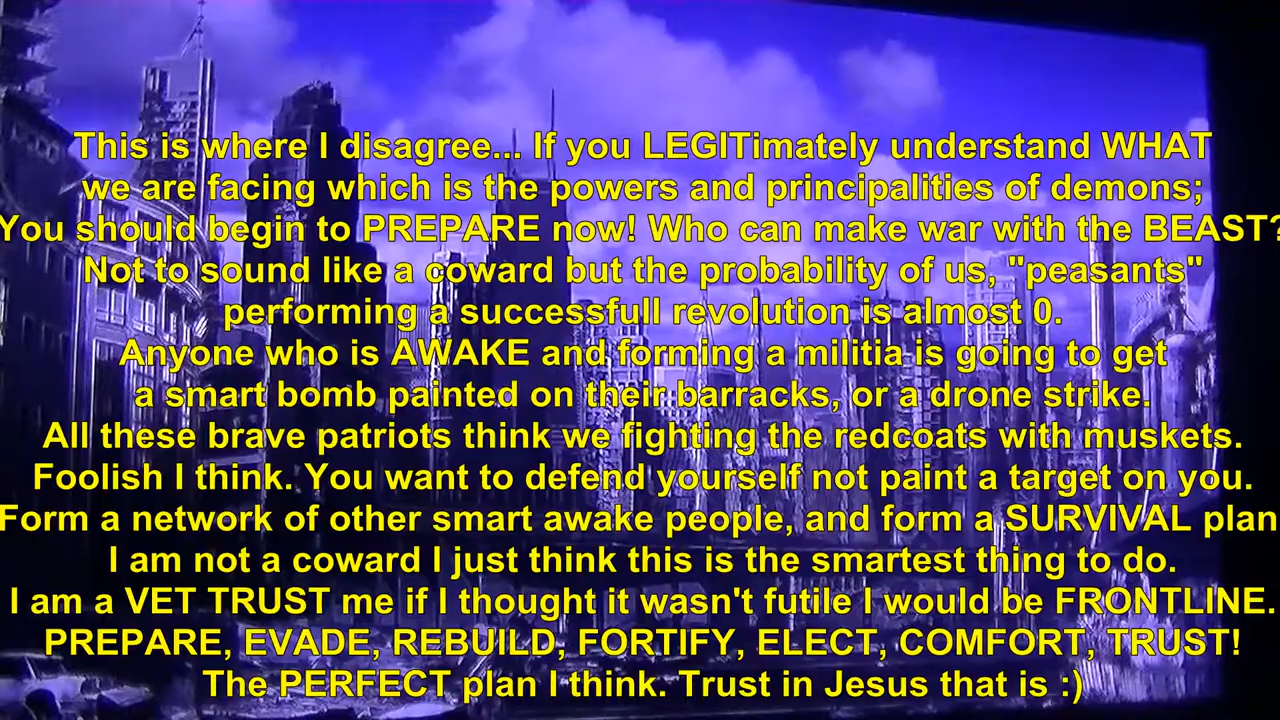 This is where I disagree... If you LEGITimately understand WHAT
we are facing which is the powers and principalities of demons;
You should begin to PREPARE now! Who can make war with the BEAST?
Not to sound like a coward but the probability of us, "peasants"
performing a successfull revolution is almost 0.
Anyone who is AWAKE and forming a militia is going to get
a smart bomb painted on their barracks, or a drone strike.
All these brave patriots think we fighting the redcoats with muskets.
Foolish I think. You want to defend yourself not paint a target on you.
Form a network of other smart awake people, and form a SURVIVAL plan
I am not a coward I just think this is the smartest thing to do.
I am a VET TRUST me if I thought it wasn't futile I would be FRONTLINE.
PREPARE, EVADE, REBUILD, FORTIFY, ELECT, COMFORT, TRUST!
The PERFECT plan I think. Trust in Jesus that is :)